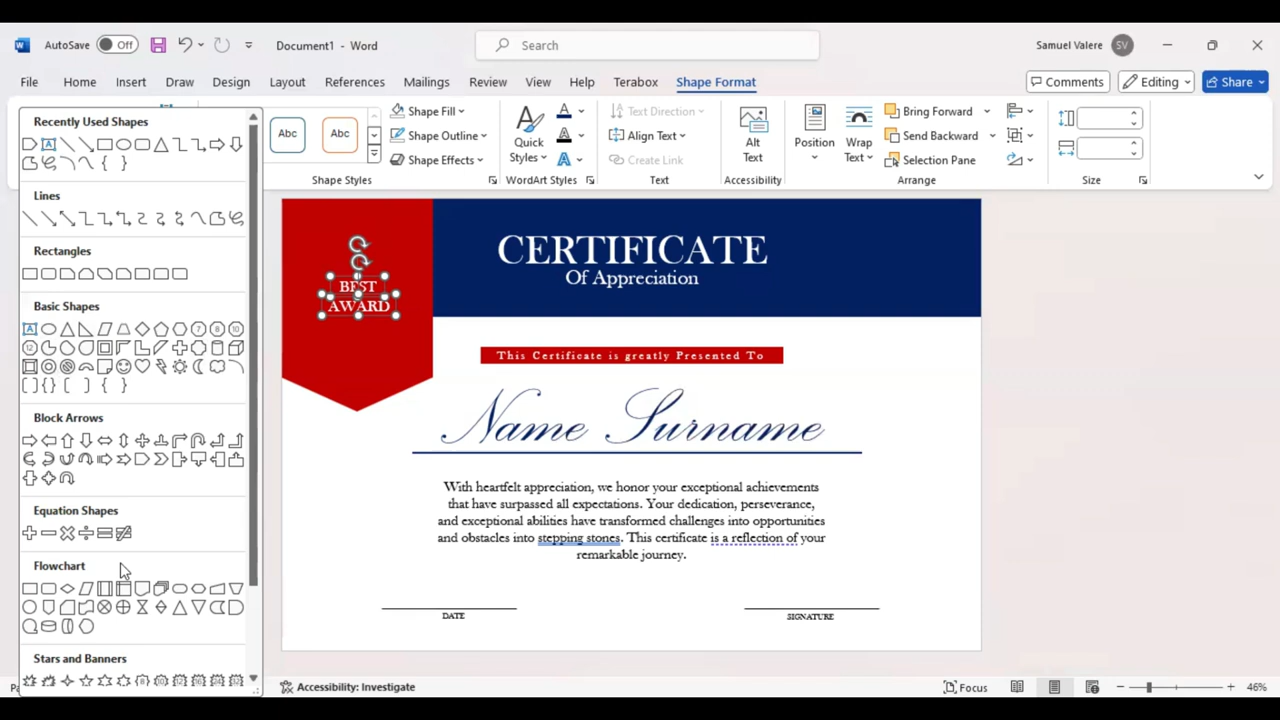 AutoSave Off Document1 - Word Search Samuel Valere SV
File Home Insert Draw Design Layout References Mailings Review View Help Terabox Shape Format Comments Editing Share
Recently Used Shapes
Lines
Rectangles
Basic Shapes
7 8 10
12
Block Arrows
Equation Shapes
Flowchart
Stars and Banners
Abc Abc
Shape Fill
Shape Outline
Shape Effects
Shape Styles
Quick
Styles
A
A
A
WordArt Styles
Text Direction
Align Text
Create Link
Text
Alt
Text
Accessibility
Position
Wrap
Text
Bring Forward
Send Backward
Selection Pane
Arrange
Size
CERTIFICATE
Of Appreciation
BEST
AWARD
This Certificate is greatly Presented To
Name Surname
With heartfelt appreciation, we honor your exceptional achievements
that have surpassed all expectations. Your dedication, perseverance,
and exceptional abilities have transformed challenges into opportunities
and obstacles into stepping stones. This certificate is a reflection of your
remarkable journey.
DATE
SIGNATURE
Accessibility: Investigate Focus 46%